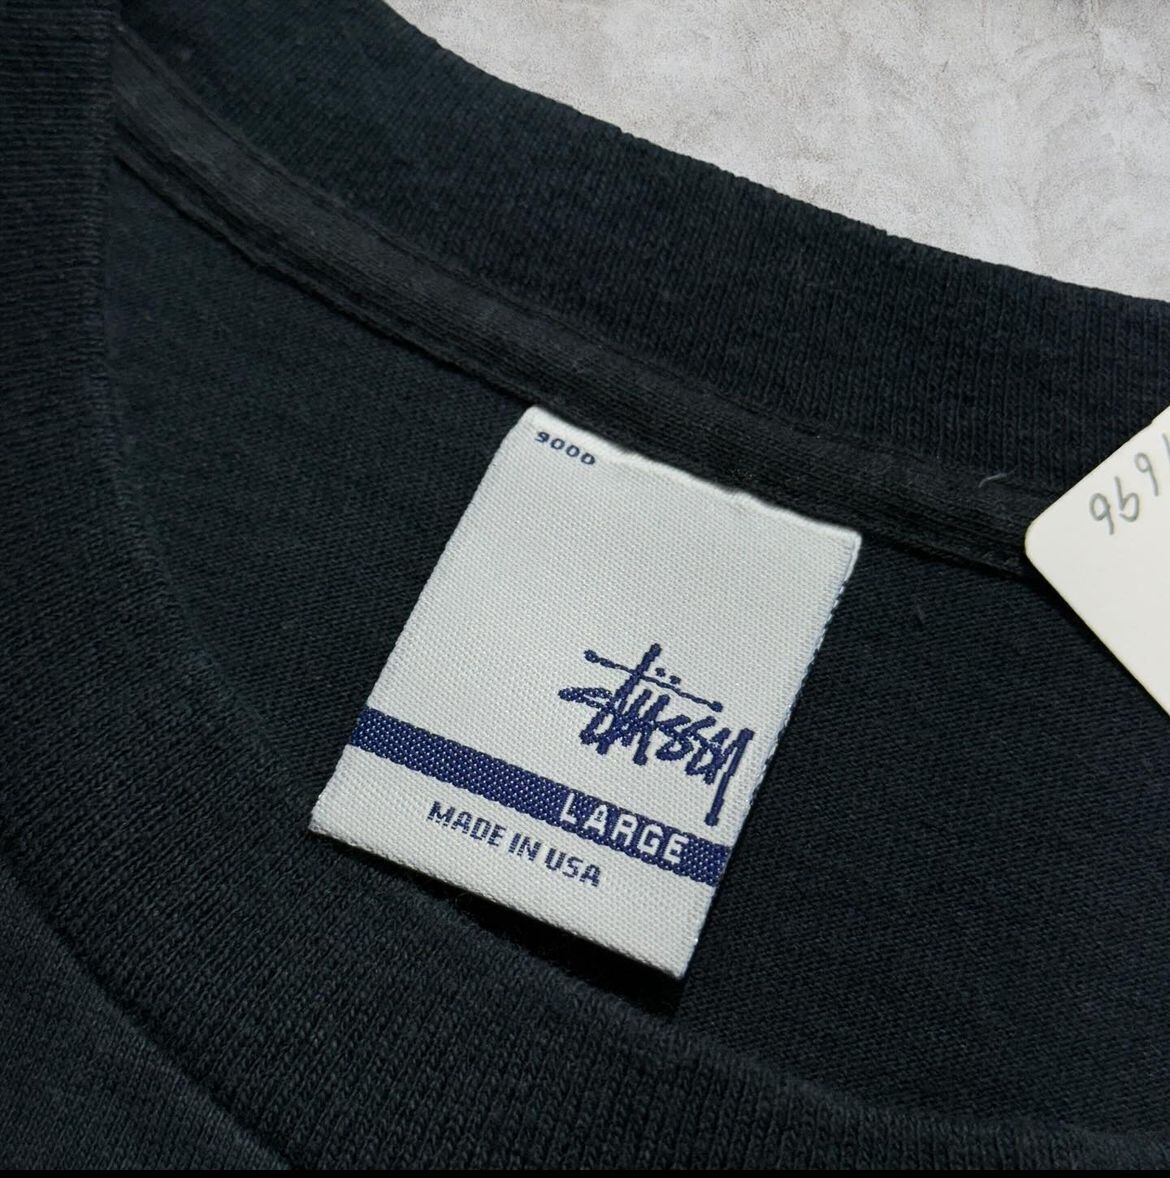 900D
stüssy
LARGE
MADE IN USA